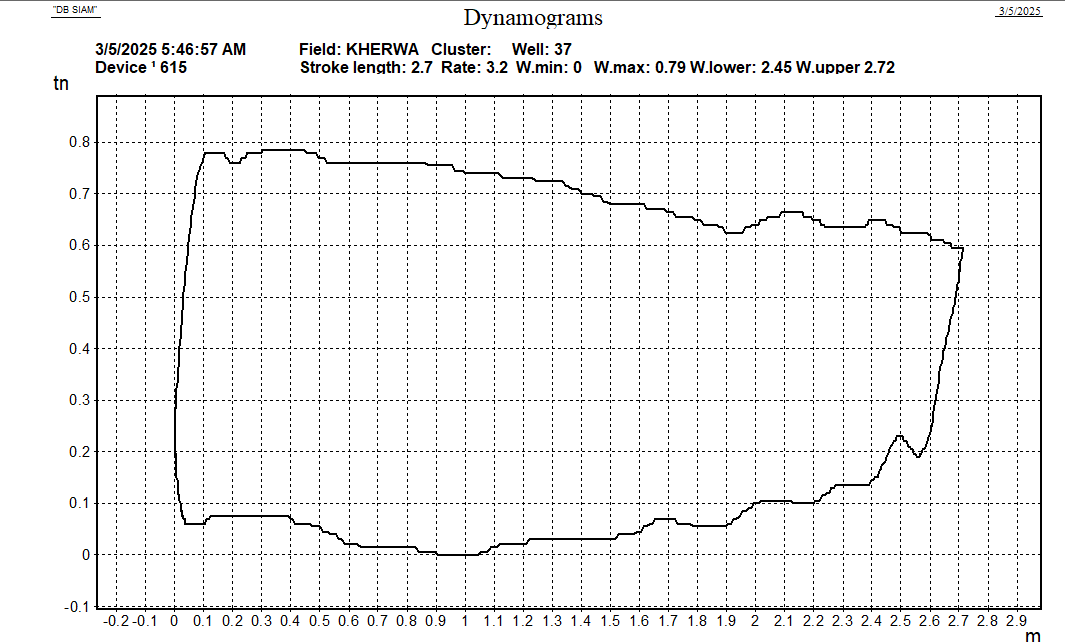 "DB SIAM"
Dynamograms
3/5/2025
3/5/2025 5:46:57 AM Field: KHERWA Cluster: Well: 37
Device ¹ 615 Stroke length: 2.7 Rate: 3.2 W.min: 0 W.max: 0.79 W.lower: 2.45 W.upper 2.72
tn
0.8
0.7
0.6
0.5
0.4
0.3
0.2
0.1
0
-0.1
-0.2 -0.1 0 0.1 0.2 0.3 0.4 0.5 0.6 0.7 0.8 0.9 1 1.1 1.2 1.3 1.4 1.5 1.6 1.7 1.8 1.9 2 2.1 2.2 2.3 2.4 2.5 2.6 2.7 2.8 2.9
m